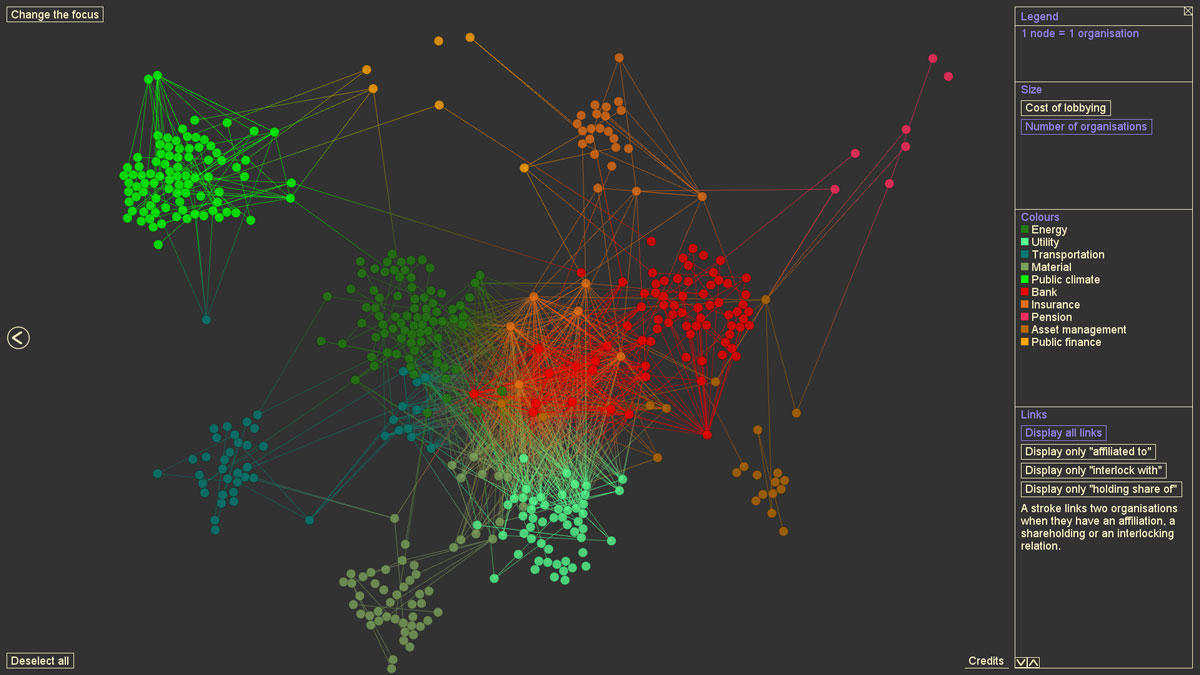 Change the focus
Legend
1 node = 1 organisation
Size
Cost of lobbying
Number of organisations
Colours
Energy
Utility
Transportation
Material
Public climate
Bank
Insurance
Pension
Asset management
Public finance
Links
Display all links
Display only "affiliated to"
Display only "interlock with"
Display only "holding share of"
A stroke links two organisations
when they have an affiliation, a
shareholding or an interlocking
relation.
Deselect all
Credits